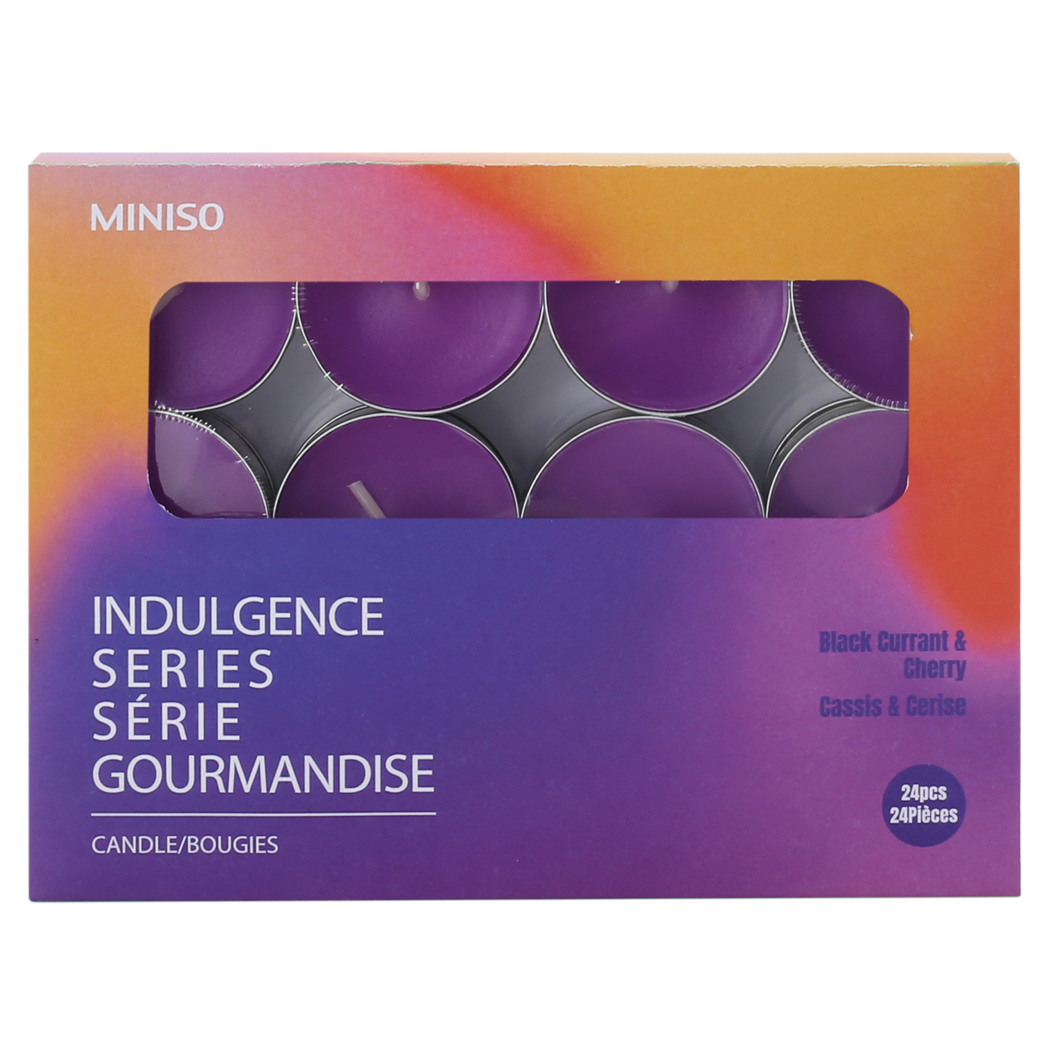 MINISO
INDULGENCE
SERIES
SÉRIE
GOURMANDISE
CANDLE/BOUGIES
Black Currant &
Cherry
Cassis & Cerise
24pcs
24Pièces